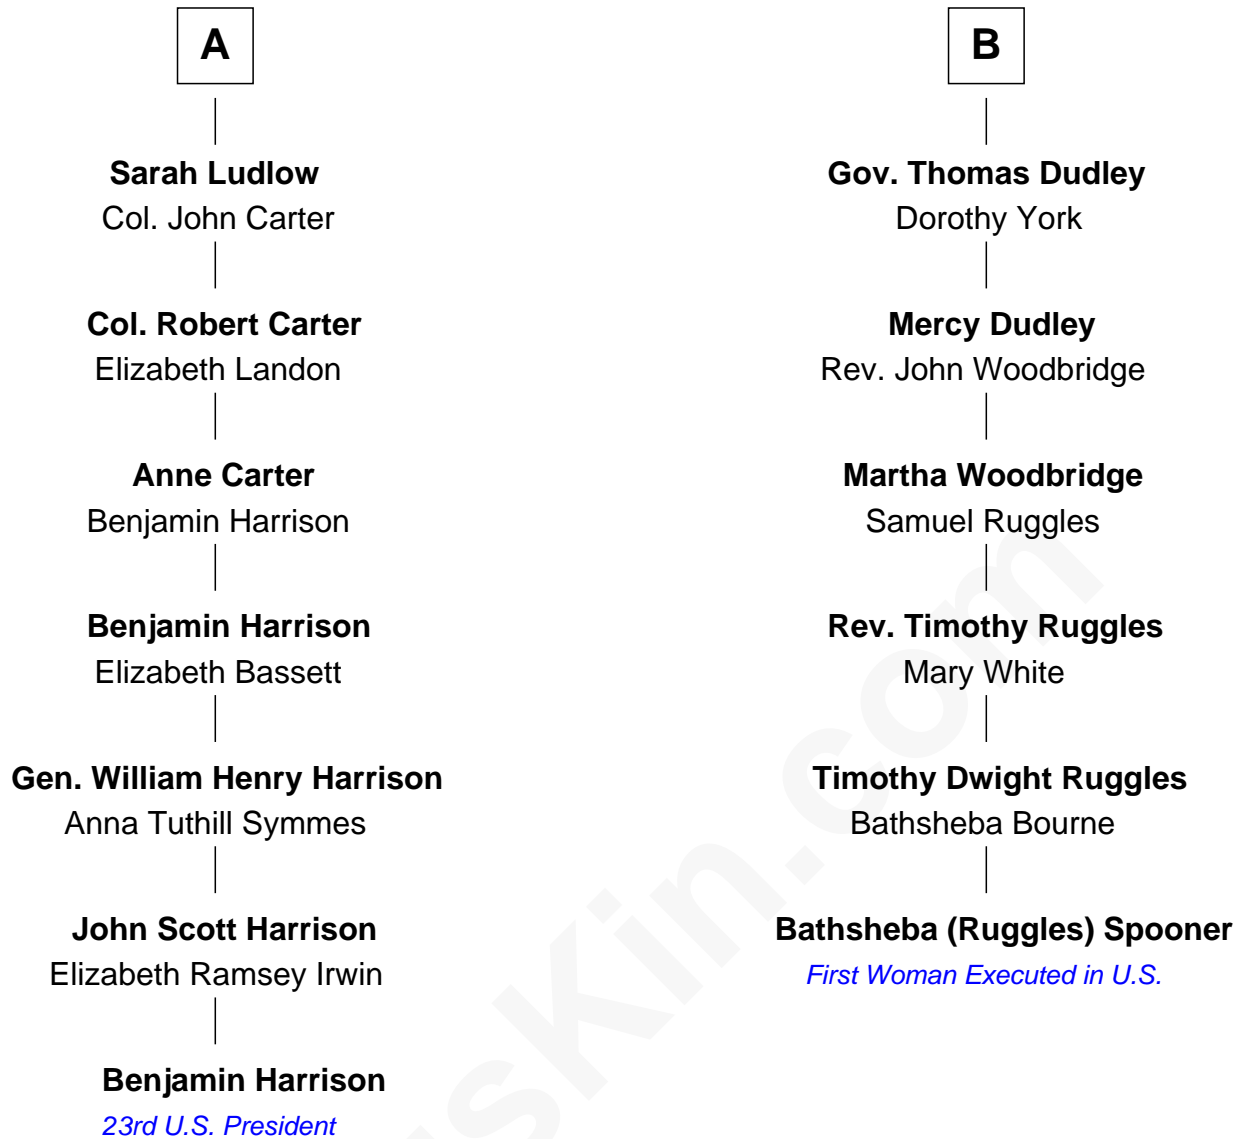 A
Sarah Ludlow
Col. John Carter
Col. Robert Carter
Elizabeth Landon
Anne Carter
Benjamin Harrison
Benjamin Harrison
Elizabeth Bassett
Gen. William Henry Harrison
Anna Tuthill Symmes
John Scott Harrison
Elizabeth Ramsey Irwin
Benjamin Harrison
23rd U.S. President
B
Gov. Thomas Dudley
Dorothy York
Mercy Dudley
Rev. John Woodbridge
Martha Woodbridge
Samuel Ruggles
Rev. Timothy Ruggles
Mary White
Timothy Dwight Ruggles
Bathsheba Bourne
Bathsheba (Ruggles) Spooner
First Woman Executed in U.S.
sKin.com